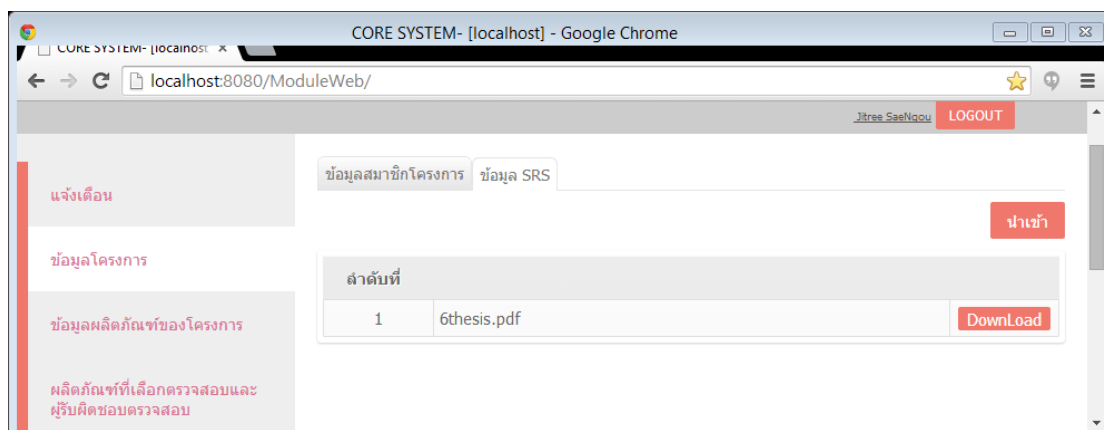 CORE SYSTEM- [localhost] - Google Chrome
CORE SYSTEM- [localhost ×
localhost:8080/ModuleWeb/
Jitree SaeNgou LOGOUT
แจ้งเตือน
ข้อมูลโครงการ
ข้อมูลผลิตภัณฑ์ของโครงการ
ผลิตภัณฑ์ที่เลือกตรวจสอบและ
ผู้รับผิดชอบตรวจสอบ
ข้อมูลสมาชิกโครงการ ข้อมูล SRS
นำเข้า
ลำดับที่
1 6thesis.pdf DownLoad